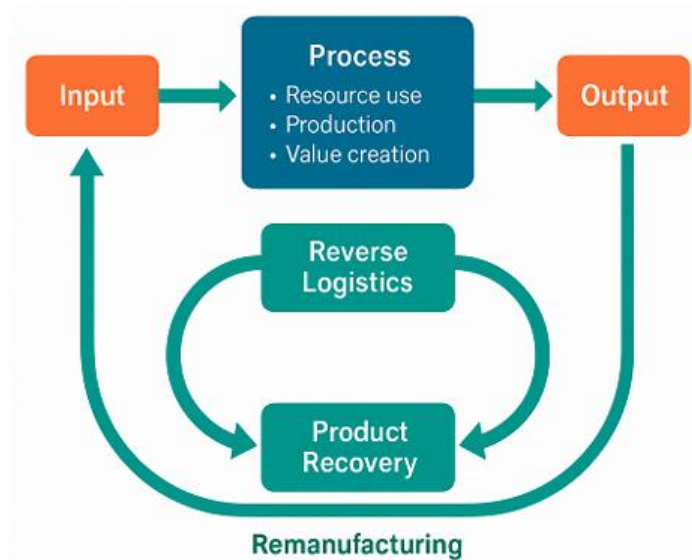 Process
Input
• Resource use
• Production
• Value creation
Output
Reverse
Logistics
Product
Recovery
Remanufacturing